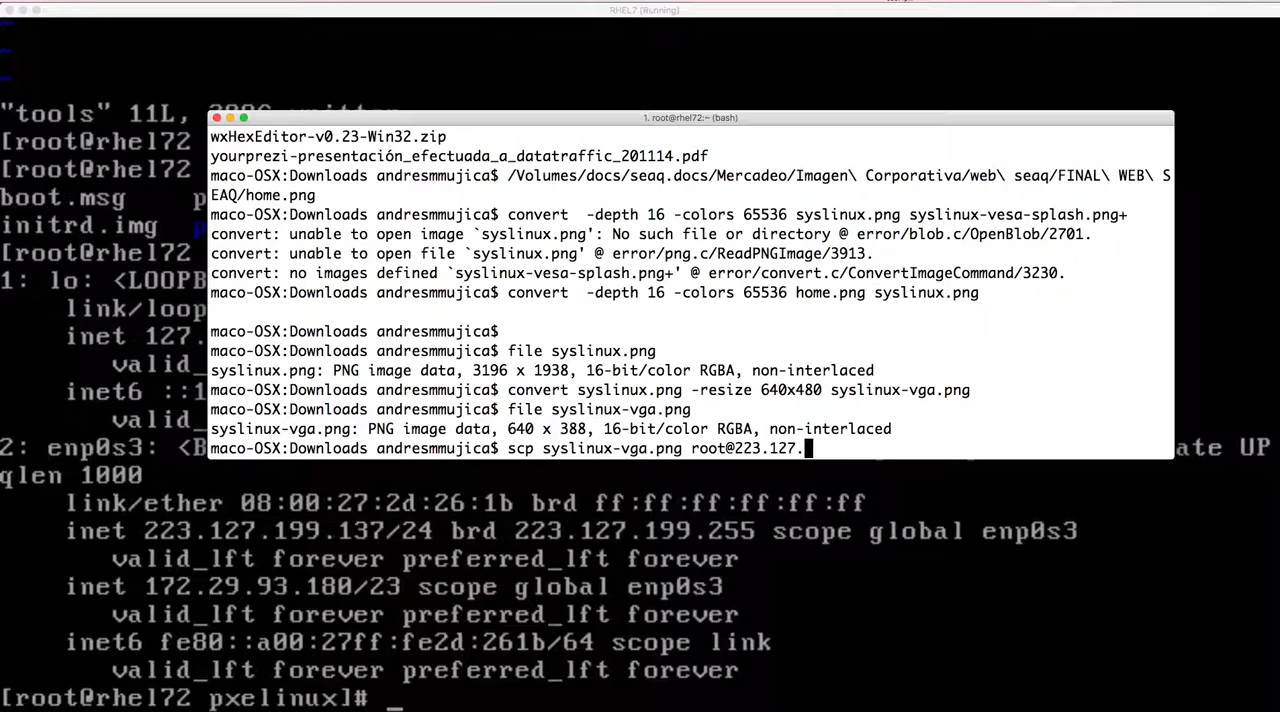 RHEL7 [Running]
"tools" 11L,
[root@rhel72
[root@rhel72
boot.msg
initrd.img
[root@rhel72
1: lo: <LOOPB
link/loop
inet 127.
valid_lf
inet6 ::1
valid_lf
2: enp0s3: <B
ate UP
qlen 1000
link/ether 08:00:27:2d:26:1b brd ff:ff:ff:ff:ff:ff
inet 223.127.199.137/24 brd 223.127.199.255 scope global enp0s3
valid_lft forever preferred_lft forever
inet 172.29.93.180/23 scope global enp0s3
valid_lft forever preferred_lft forever
inet6 fe80::a00:27ff:fe2d:261b/64 scope link
valid_lft forever preferred_lft forever
[root@rhel72 pxelinux]# _
1. root@rhel72:~ (bash)
wxHexEditor-v0.23-Win32.zip
yourprezi-presentación_efectuada_a_datatraffic_201114.pdf
maco-OSX:Downloads andresmmujica$ /Volumes/docs/seaq.docs/Mercadeo/Imagen\ Corporativa/web\ seaq/FINAL\ WEB\ S
EAQ/home.png
maco-OSX:Downloads andresmmujica$ convert  -depth 16 -colors 65536 syslinux.png syslinux-vesa-splash.png+
convert: unable to open image `syslinux.png': No such file or directory @ error/blob.c/OpenBlob/2701.
convert: unable to open file `syslinux.png' @ error/png.c/ReadPNGImage/3913.
convert: no images defined `syslinux-vesa-splash.png+' @ error/convert.c/ConvertImageCommand/3230.
maco-OSX:Downloads andresmmujica$ convert  -depth 16 -colors 65536 home.png syslinux.png
maco-OSX:Downloads andresmmujica$
maco-OSX:Downloads andresmmujica$ file syslinux.png
syslinux.png: PNG image data, 3196 x 1938, 16-bit/color RGBA, non-interlaced
maco-OSX:Downloads andresmmujica$ convert syslinux.png -resize 640x480 syslinux-vga.png
maco-OSX:Downloads andresmmujica$ file syslinux-vga.png
syslinux-vga.png: PNG image data, 640 x 388, 16-bit/color RGBA, non-interlaced
maco-OSX:Downloads andresmmujica$ scp syslinux-vga.png root@223.127.